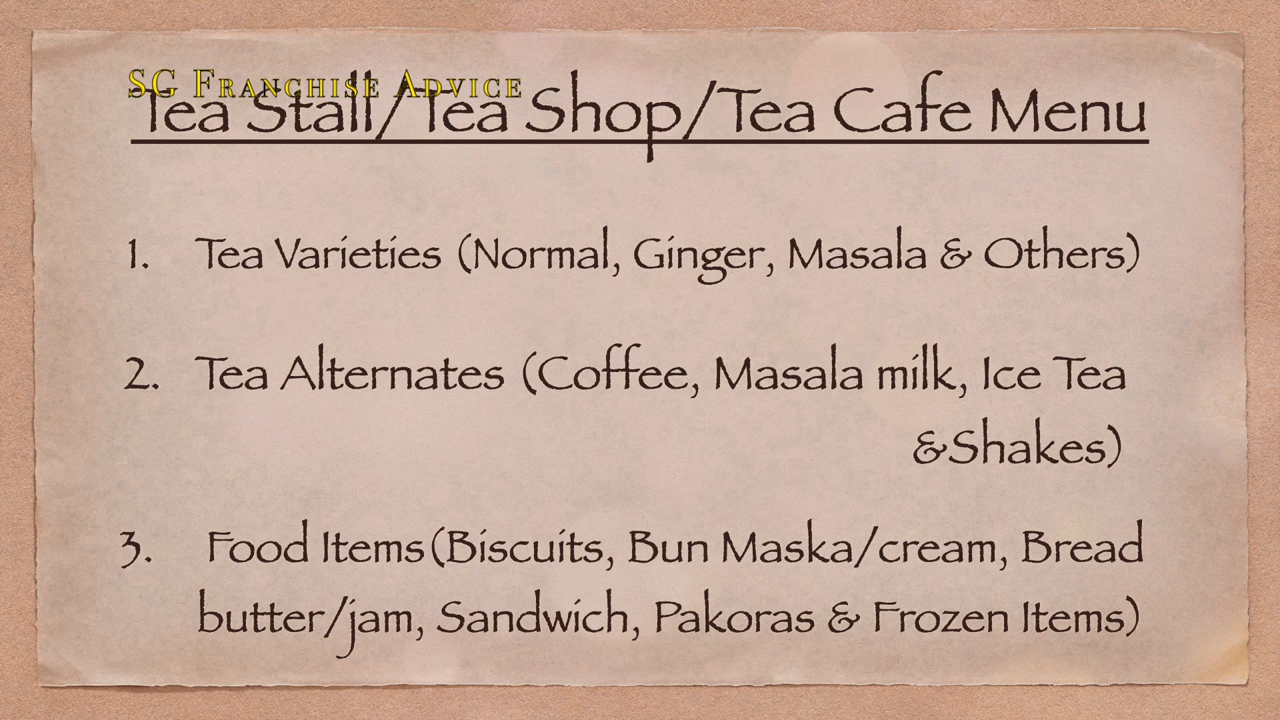 SG Franchise Advice
Tea Stall/Tea Shop/Tea Cafe Menu
1. Tea Varieties (Normal, Ginger, Masala & Others)
2. Tea Alternates (Coffee, Masala milk, Ice Tea
&Shakes)
3. Food Items(Biscuits, Bun Maska/cream, Bread
butter/jam, Sandwich, Pakoras & Frozen Items)